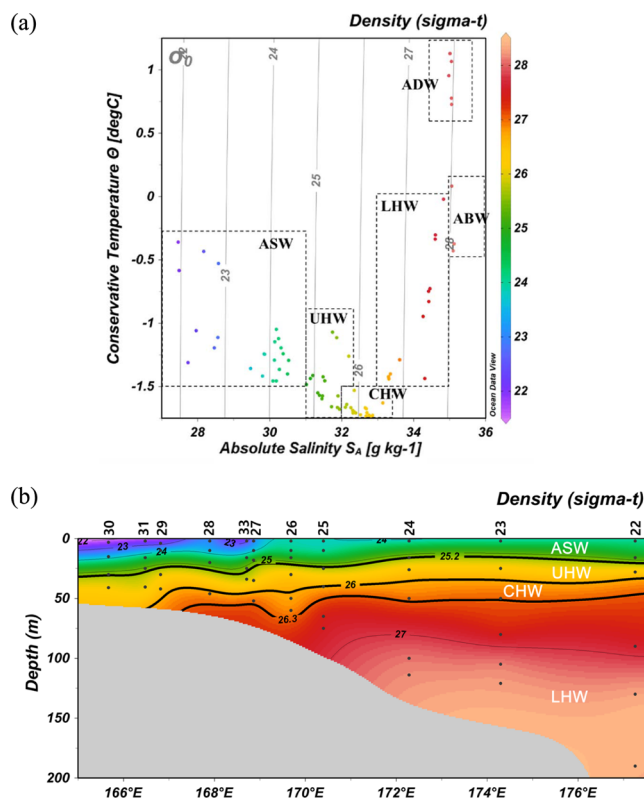 (a)
Density (sigma-t)
σ0
22
24
27
ADW
25
LHW
ABW
28
ASW
23
UHW
26
CHW
1
0.5
0
-0.5
-1
-1.5
Conservative Temperature Θ [degC]
28
30
32
34
36
Absolute Salinity SA [g kg-1]
Ocean Data View
28
27
26
25
24
23
22
(b)
Density (sigma-t)
30
31
29
28
33
27
26
25
24
23
22
22
23
24
23
25
24
25.2
ASW
UHW
26
CHW
26.3
27
LHW
0
50
100
150
200
Depth (m)
166°E
168°E
170°E
172°E
174°E
176°E